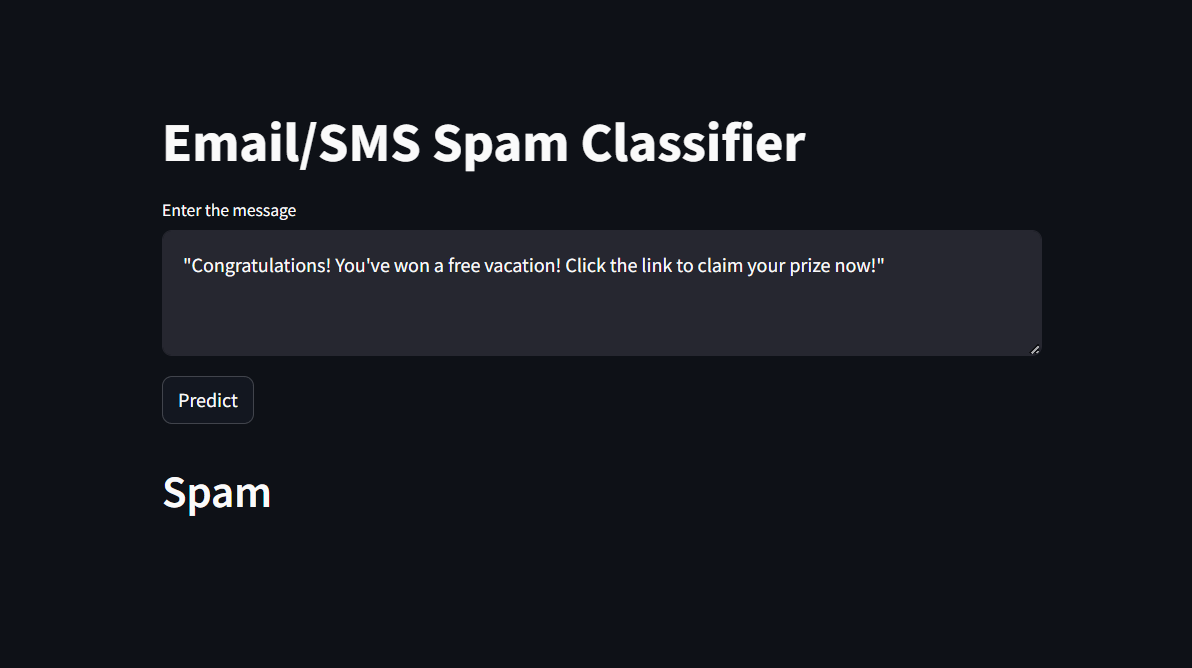 Email/SMS Spam Classifier
Enter the message
"Congratulations! You've won a free vacation! Click the link to claim your prize now!"
Predict
Spam